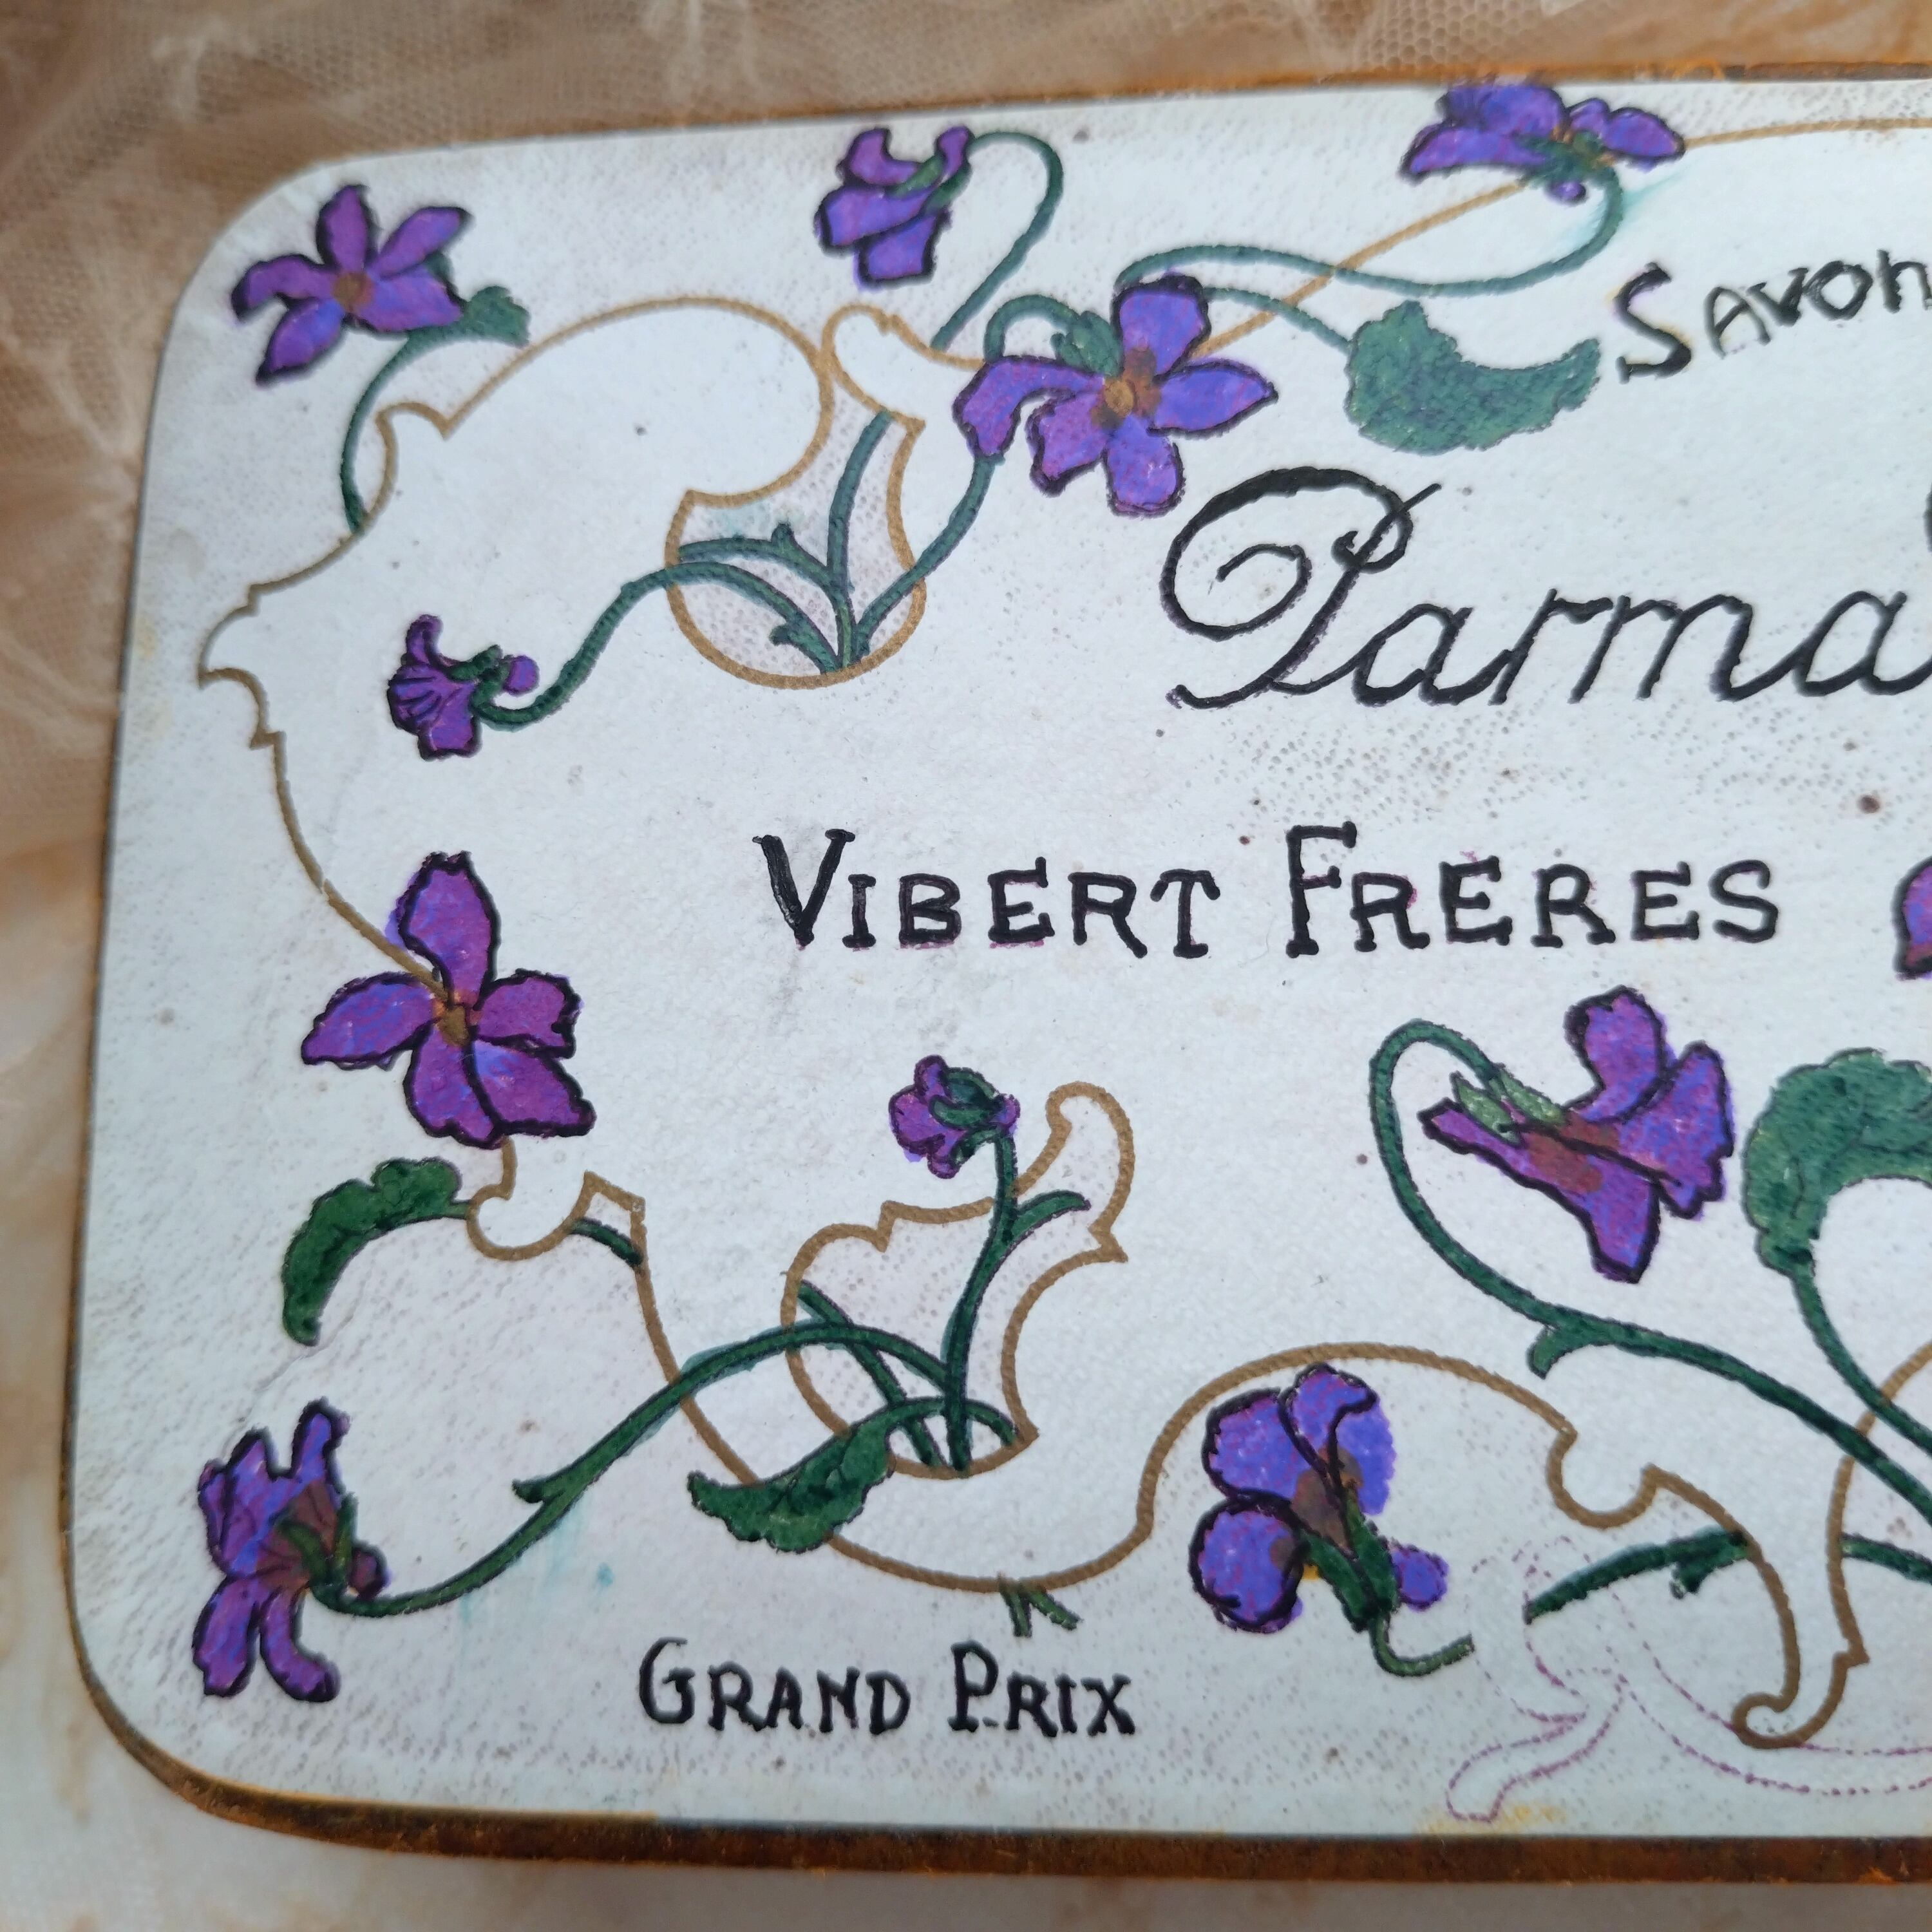 Savon
Parma
VIBERT FRERES
GRAND PRIX